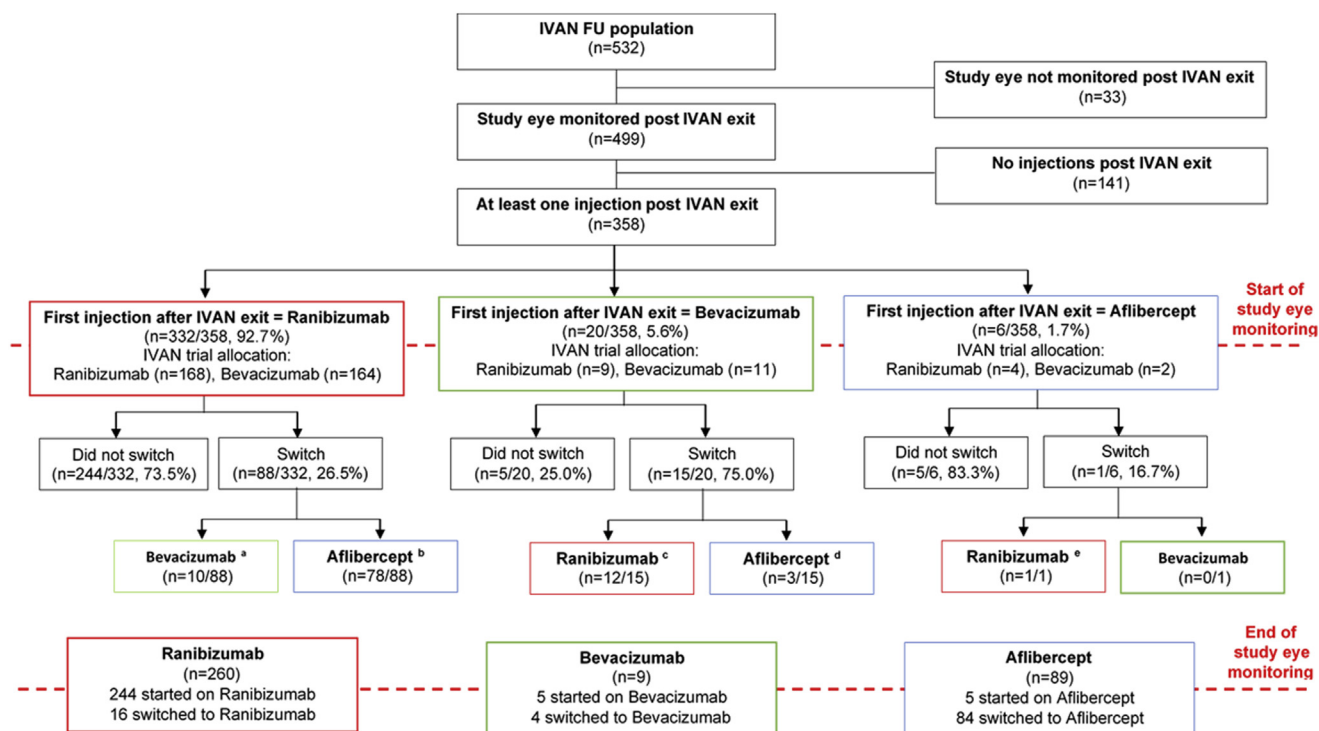 IVAN FU population
(n=532)
Study eye not monitored post IVAN exit
(n=33)
Study eye monitored post IVAN exit
(n=499)
No injections post IVAN exit
(n=141)
At least one injection post IVAN exit
(n=358)
First injection after IVAN exit = Ranibizumab
(n=332/358, 92.7%)
IVAN trial allocation:
Ranibizumab (n=168), Bevacizumab (n=164)
First injection after IVAN exit = Bevacizumab
(n=20/358, 5.6%)
IVAN trial allocation:
Ranibizumab (n=9), Bevacizumab (n=11)
First injection after IVAN exit = Aflibercept
(n=6/358, 1.7%)
IVAN trial allocation:
Ranibizumab (n=4), Bevacizumab (n=2)
Start of
study eye
monitoring
Did not switch
(n=244/332, 73.5%)
Switch
(n=88/332, 26.5%)
Did not switch
(n=5/20, 25.0%)
Switch
(n=15/20, 75.0%)
Did not switch
(n=5/6, 83.3%)
Switch
(n=1/6, 16.7%)
Bevacizumab a
(n=10/88)
Aflibercept b
(n=78/88)
Ranibizumab c
(n=12/15)
Aflibercept d
(n=3/15)
Ranibizumab e
(n=1/1)
Bevacizumab
(n=0/1)
Ranibizumab
(n=260)
244 started on Ranibizumab
16 switched to Ranibizumab
Bevacizumab
(n=9)
5 started on Bevacizumab
4 switched to Bevacizumab
Aflibercept
(n=89)
5 started on Aflibercept
84 switched to Aflibercept
End of
study eye
monitoring